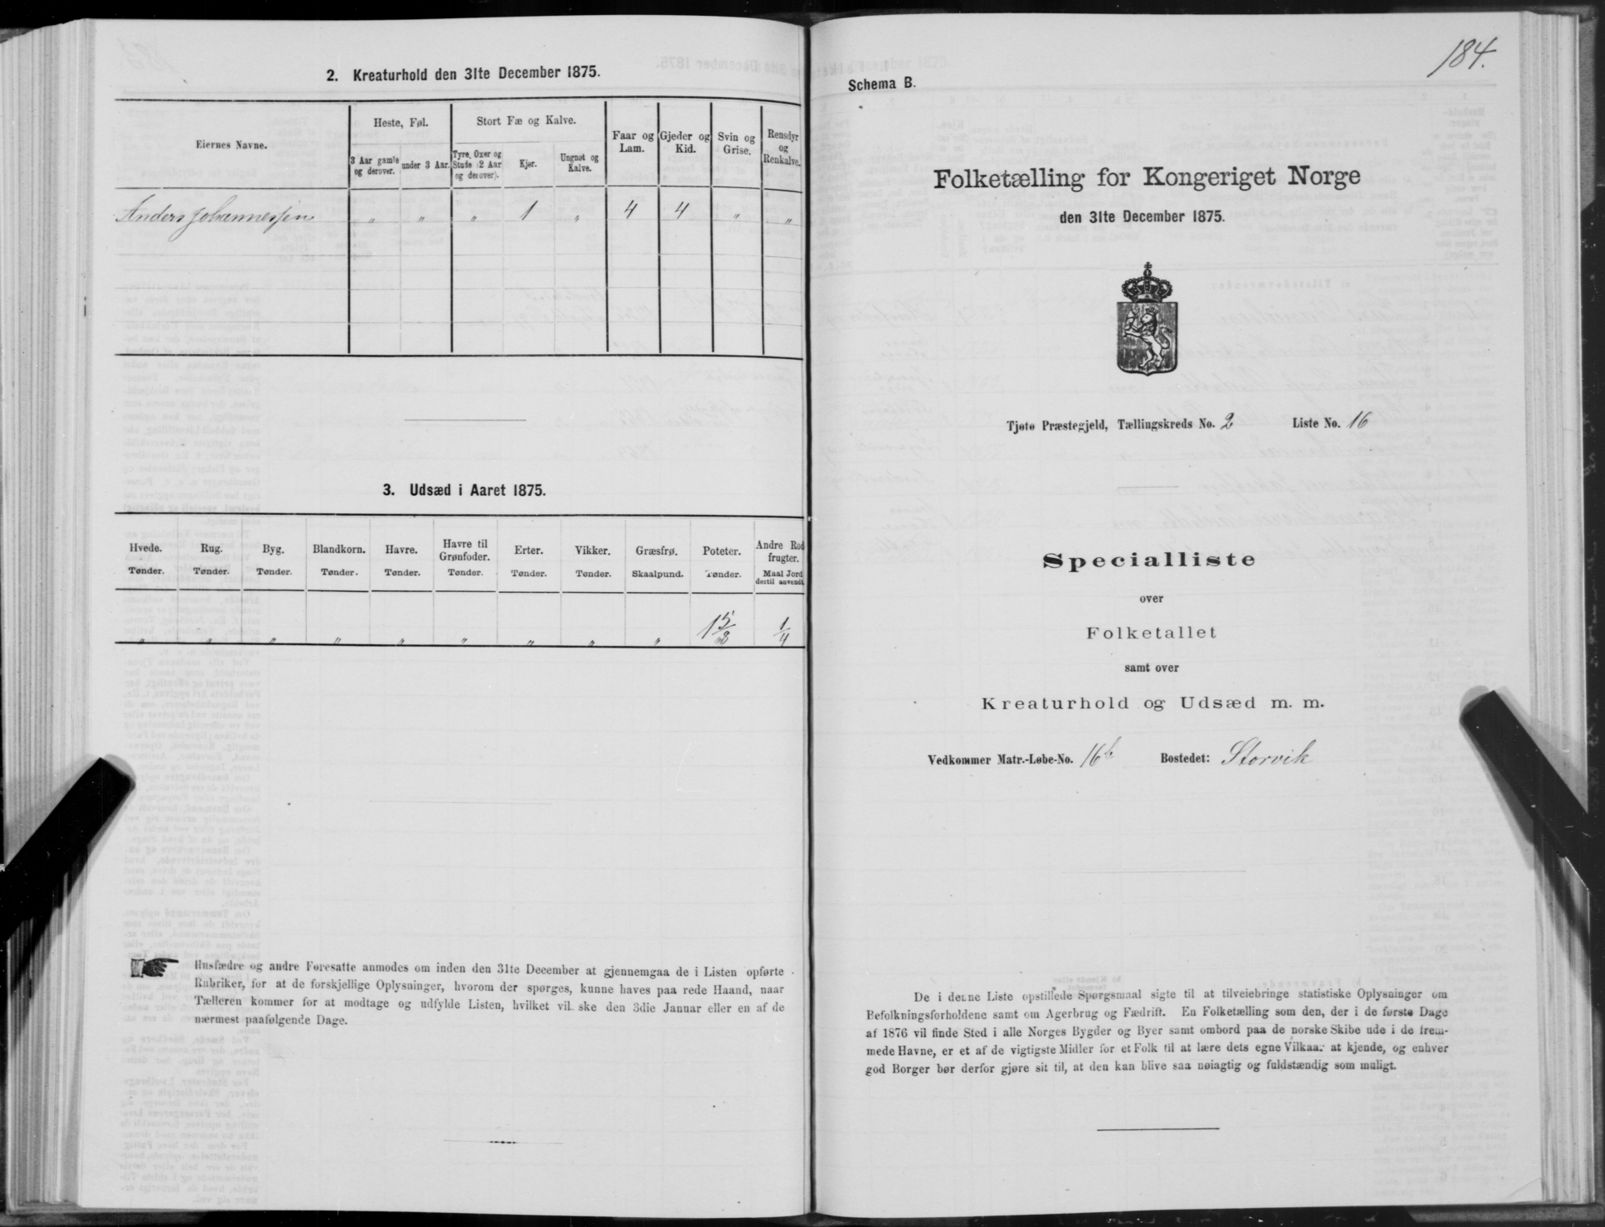 2. Kreaturhold den 31te December 1875.
Eiernes Navne.
Heste, Føl.
Stort Fæ og Kalve.
Faar og Lam.
Gjeder og Kid.
Svin og Grise.
Rensdyr og Renkalve.
3 Aar gamle og derover.
under 3 Aar.
Tyre, Oxer og Stude (2 Aar og derover).
Kjør.
Ungnøt og Kalve.
Anders Johannessen " " " 1 " 4 4 " "
3. Udsæd i Aaret 1875.
Hvede. Rug. Byg. Blandkorn. Havre. Havre til Grønfoder. Erter. Vikker. Græsfrø. Poteter. Andre Rodfrugter.
Tønder. Tønder. Tønder. Tønder. Tønder. Tønder. Tønder. Tønder. Skaalpund. Tønder. Maal Jord dertil anvendt.
" " " " " " " " " 1 5/8 1/4
Husfædre og andre Foresatte anmodes om inden den 31te December at gjennemgaa de i Listen opførte
Rubriker, for at de forskjellige Oplysninger, hvorom der spørges, kunne haves paa rede Haand, naar
Tælleren kommer for at modtage og udfylde Listen, hvilket vil ske den 3die Januar eller en af de
nærmest paafølgende Dage.
184.
Schema B.
Folketælling for Kongeriget Norge
den 31te December 1875.
Tjøtø Præstegjeld, Tællingskreds No. 2 Liste No. 16
Specialliste
over
Folketallet
samt over
Kreaturhold og Udsæd m. m.
Vedkommer Matr.-Løbe-No. 16b Bostedet: Storvik
De i denne Liste opstillede Spørgsmaal sigte til at tilveiebringe statistiske Oplysninger om
Befolkningsforholdene samt om Agerbrug og Fædrift. En Folketælling som den, der i de første Dage
af 1876 vil finde Sted i alle Norges Bygder og Byer samt ombord paa de norske Skibe ude i de frem-
mede Havne, er et af de vigtigste Midler for et Folk til at lære dets egne Vilkaar at kjende, og enhver
god Borger bør derfor gjøre sit til, at den kan blive saa nøiagtig og fuldstændig som muligt.